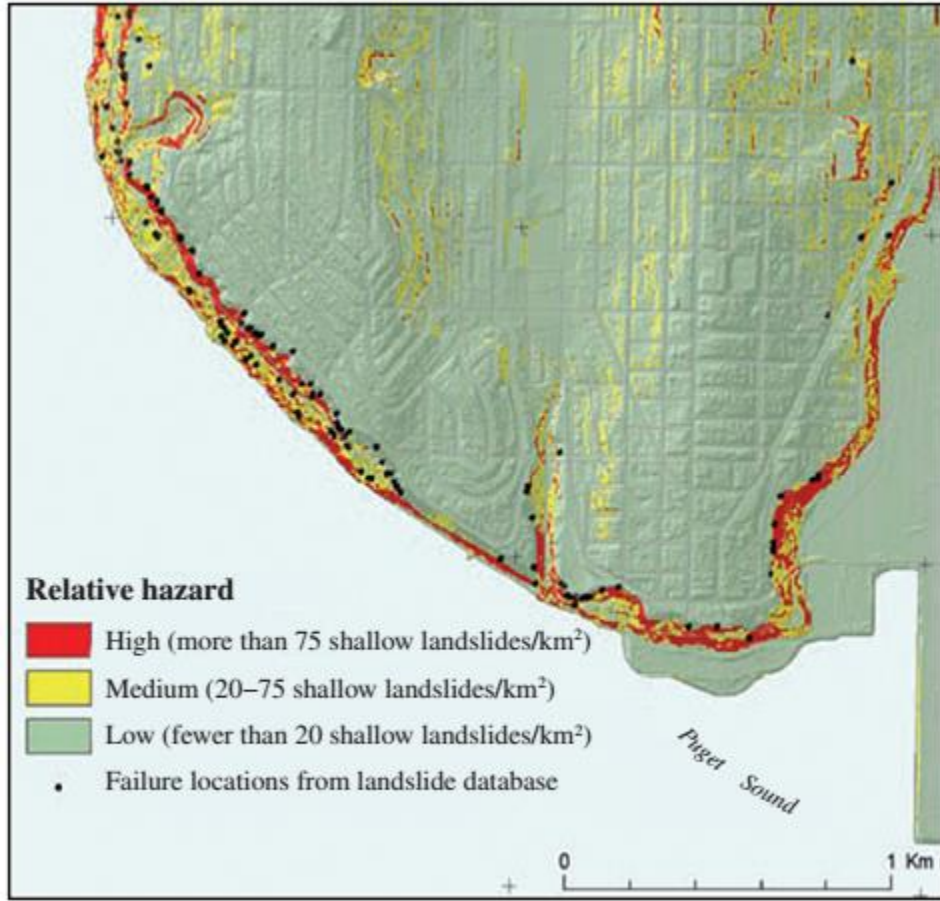 Relative hazard
High (more than 75 shallow landslides/km²)
Medium (20–75 shallow landslides/km²)
Low (fewer than 20 shallow landslides/km²)
Failure locations from landslide database
Puget Sound
0 1 Km